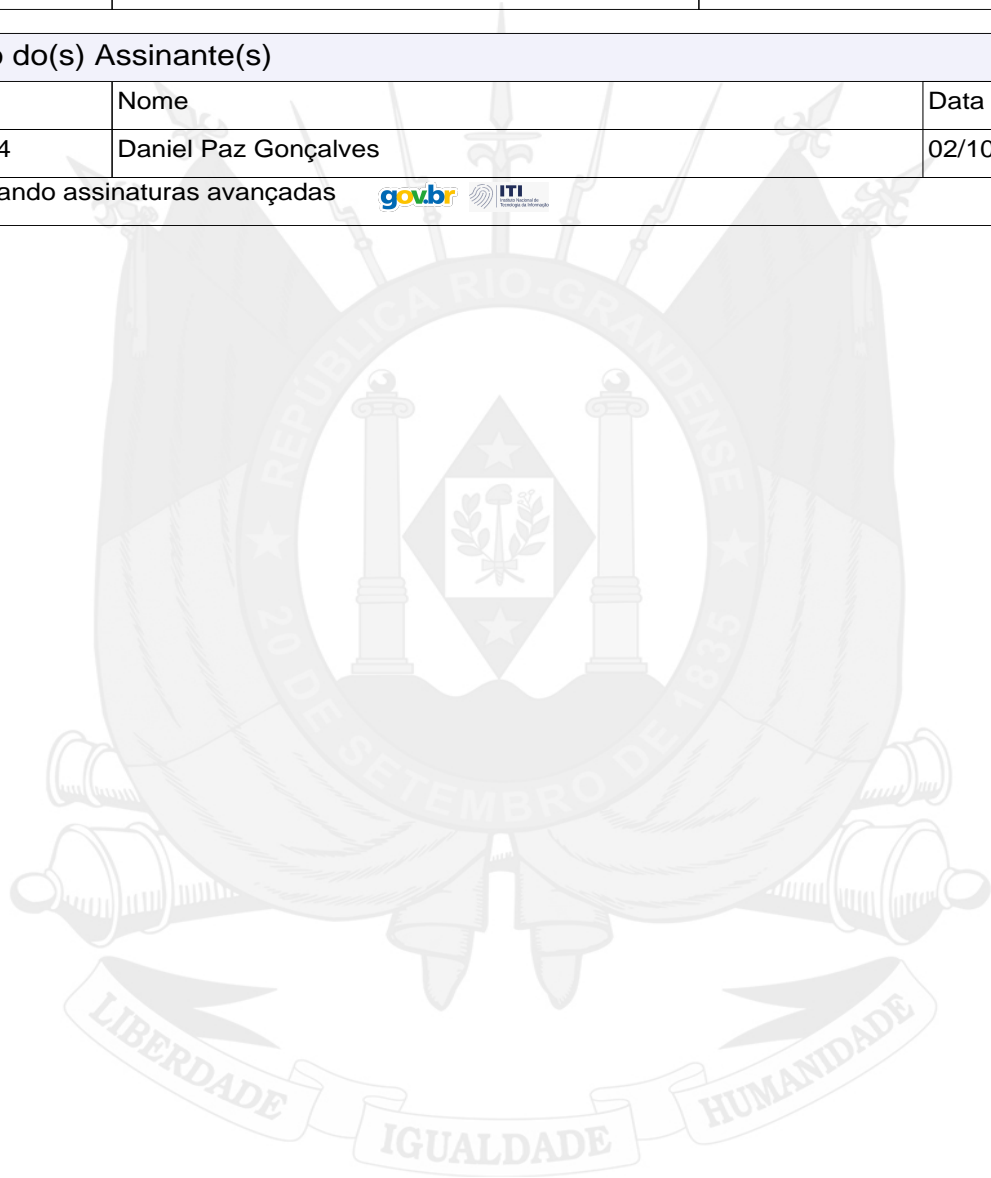 o do(s) Assinante(s)
Nome Data
4 Daniel Paz Gonçalves 02/10
ando assinaturas avançadas gov.br ITI
REPÚBLICA RIO-GRANDENSE
20 DE SETEMBRO DE 1835
LIBERDADE IGUALDADE HUMANIDADE